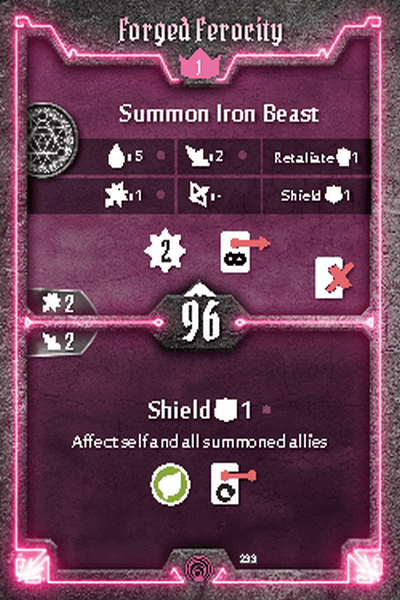 Forged Ferocity
1
Summon Iron Beast
: 5 : 2 Retaliate 1
: 1 : - Shield 1
2
2
96
2
Shield 1
Affect self and all summoned allies
233